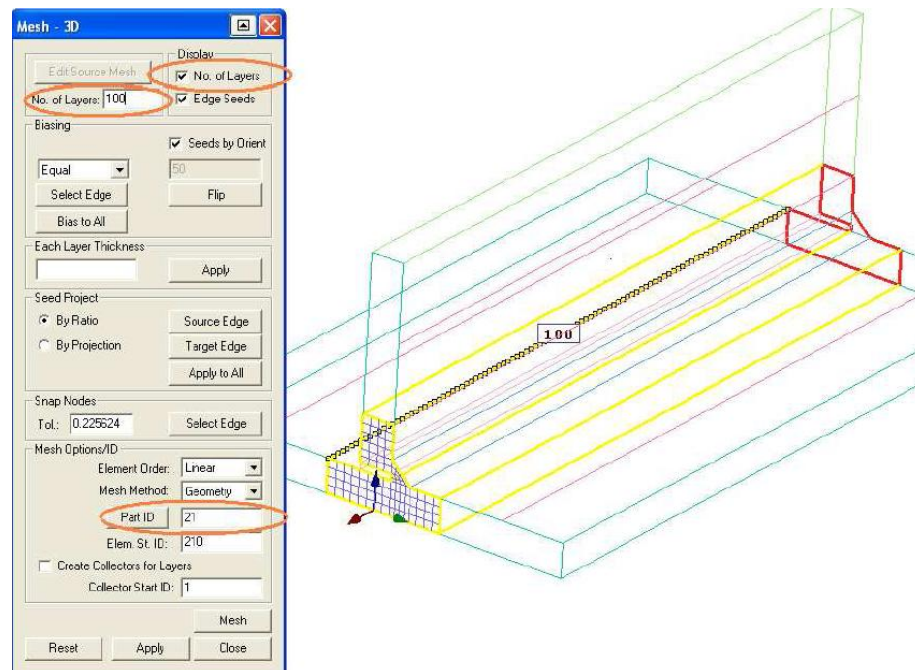 Mesh - 3D
Display
Edit Source Mesh
No. of Layers
No. of Layers: 100
Edge Seeds
Biasing
Seeds by Orient
Equal
50
Select Edge
Flip
Bias to All
Each Layer Thickness
Apply
Seed Project
By Ratio
Source Edge
By Projection
Target Edge
Apply to All
Snap Nodes
Tol.: 0.225624
Select Edge
Mesh Options/ID
Element Order: Linear
Mesh Method: Geometry
Part ID 21
Elem. St. ID: 210
Create Collectors for Layers
Collector Start ID: 1
Mesh
Reset
Apply
Close
100